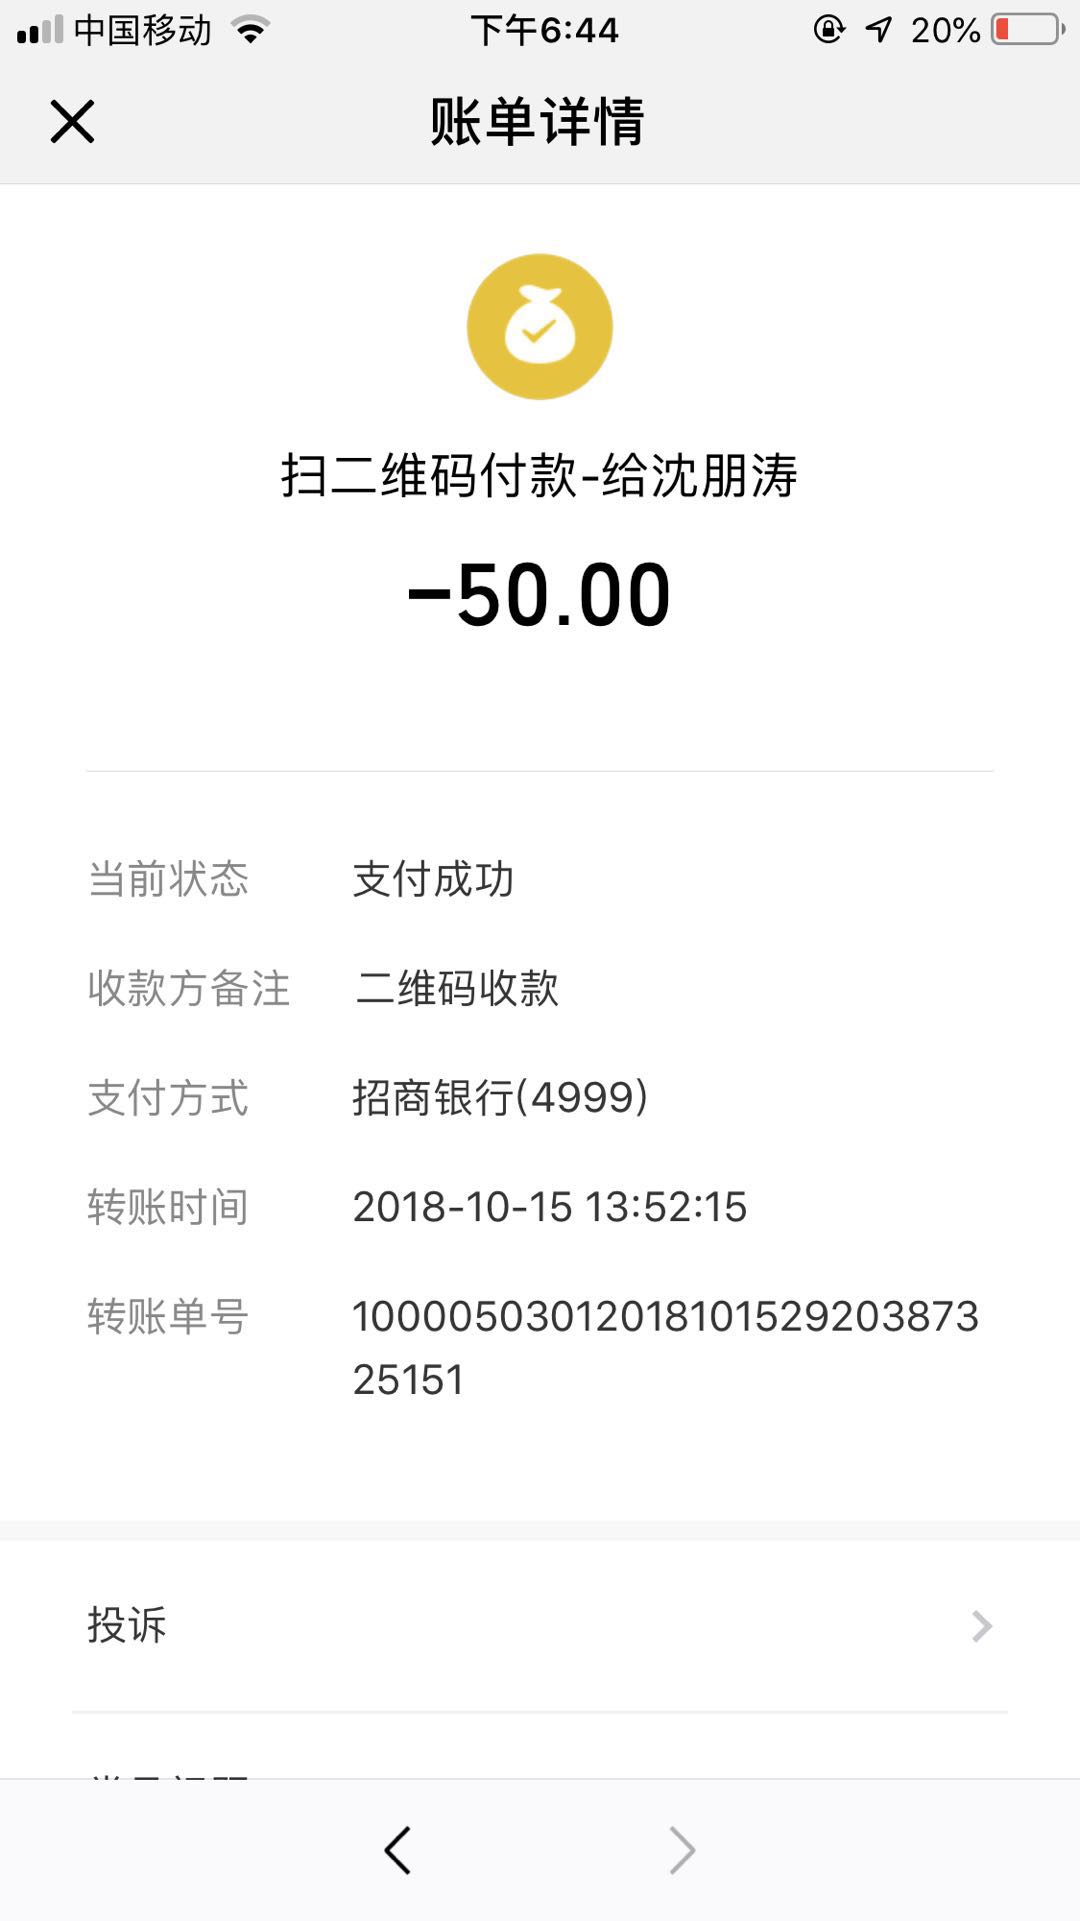 中国移动 下午6:44 20%
账单详情
扫二维码付款-给沈朋涛
-50.00
当前状态 支付成功
收款方备注 二维码收款
支付方式 招商银行(4999)
转账时间 2018-10-15 13:52:15
转账单号 10000503012018101529203873
25151
投诉